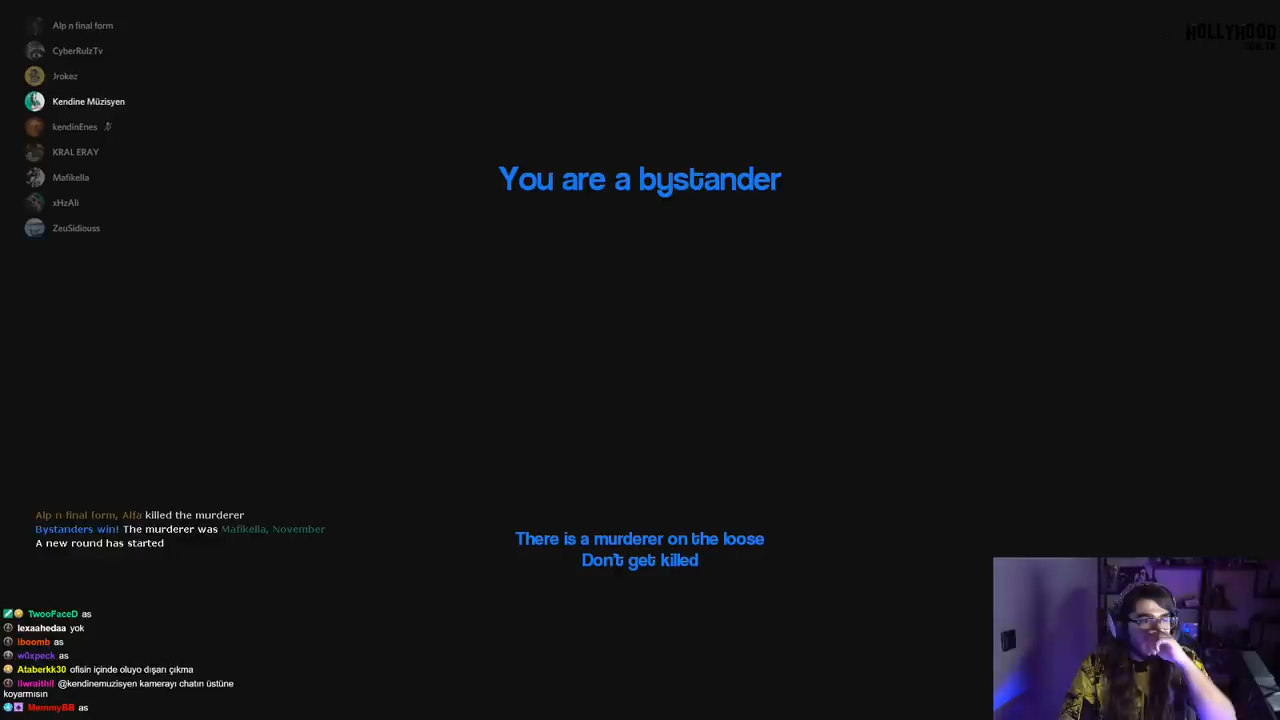 Alp n final form
CyberRulzTv
Jrokez
Kendine Müzisyen
kendinEnes
KRAL ERAY
Mafikella
xHzAli
ZeuSidiouss
HOLLYHOOD
You are a bystander
Alp n final form, Alfa killed the murderer
Bystanders win! The murderer was Mafikella, November
A new round has started
There is a murderer on the loose
Don't get killed
TwooFaceD as
lexaahedaa yok
iboomb as
w0xpeck as
Ataberkk30 ofisin içinde oluyo dışarı çıkma
@kendinemuzisyen kamerayı chatın üstüne
koyarmısın
MemmyBB as